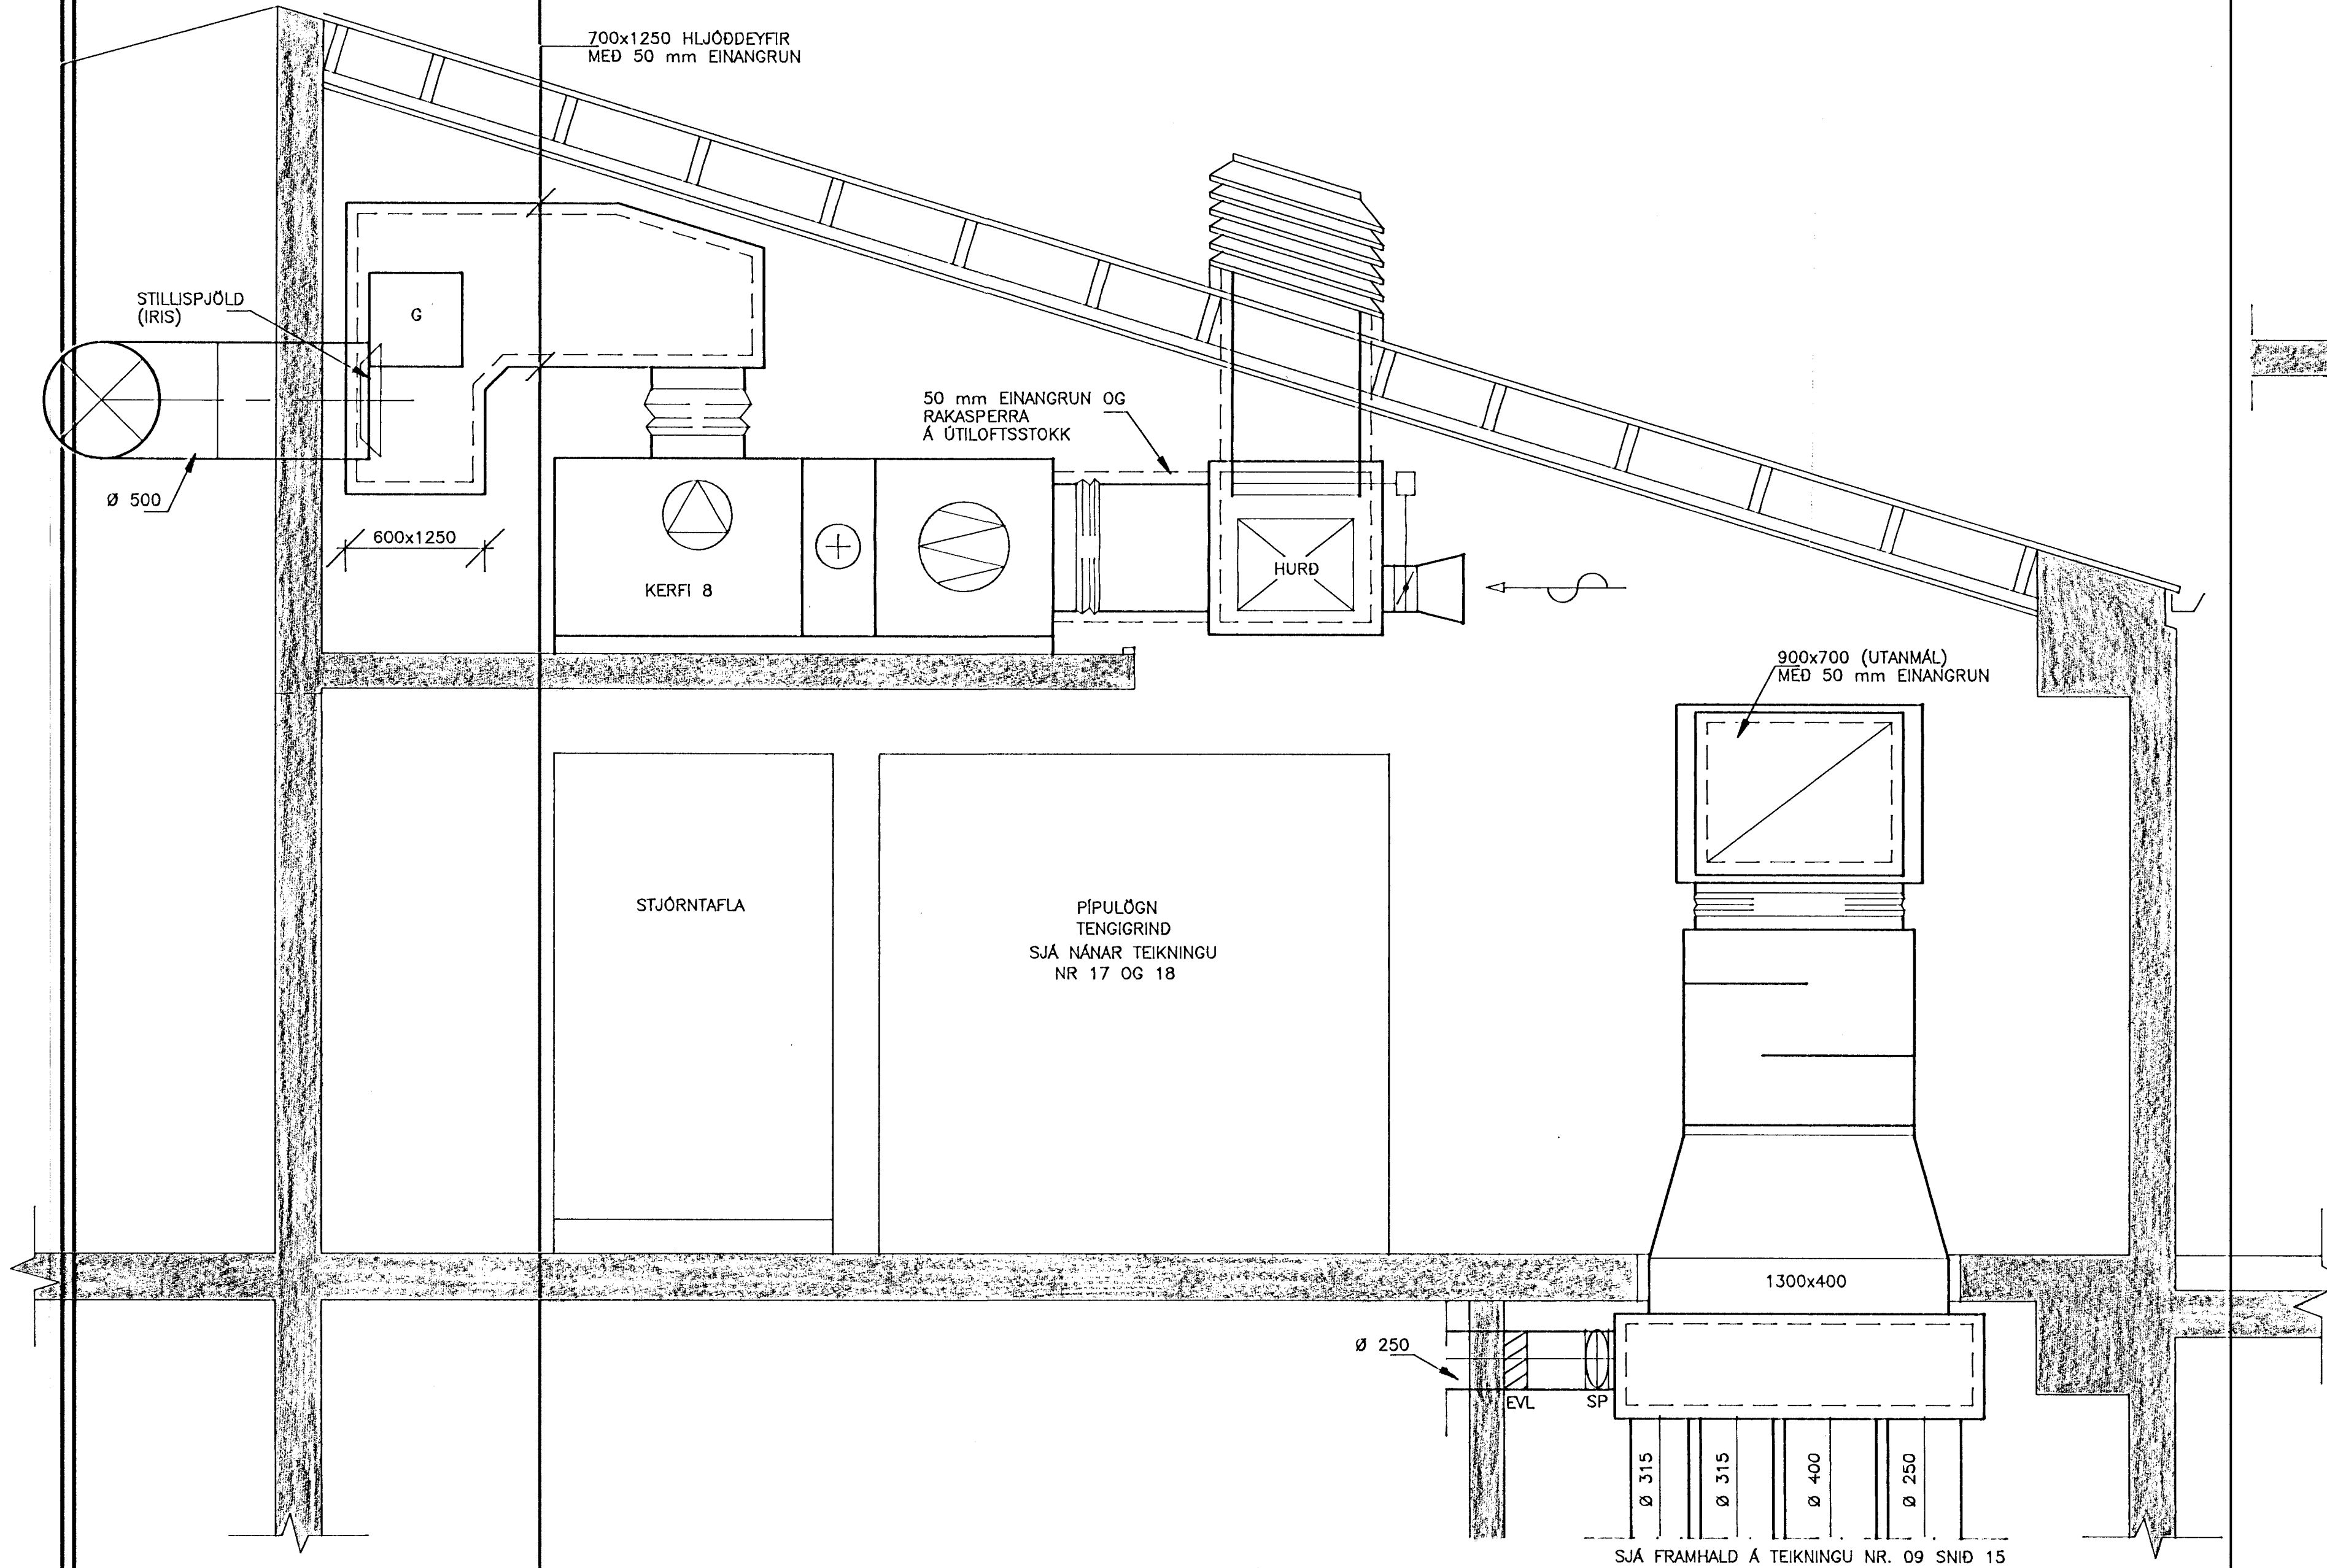 700x1250 HLJÓÐDEYFIR
MEÐ 50 mm EINANGRUN
STILLISPJÖLD
(IRIS)
G
Ø 500
600x1250
50 mm EINANGRUN OG
RAKASPERRA
Á ÚTILOFTSSTOKK
KERFI 8
HURÐ
900x700 (UTANMÁL)
MEÐ 50 mm EINANGRUN
STJÓRNTAFLA
PÍPULÖGN
TENGIGRIND
SJÁ NÁNAR TEIKNINGU
NR 17 OG 18
1300x400
Ø 250
EVL
SP
Ø 315
Ø 315
Ø 400
Ø 250
SJÁ FRAMHALD Á TEIKNINGU NR. 09 SNIÐ 15